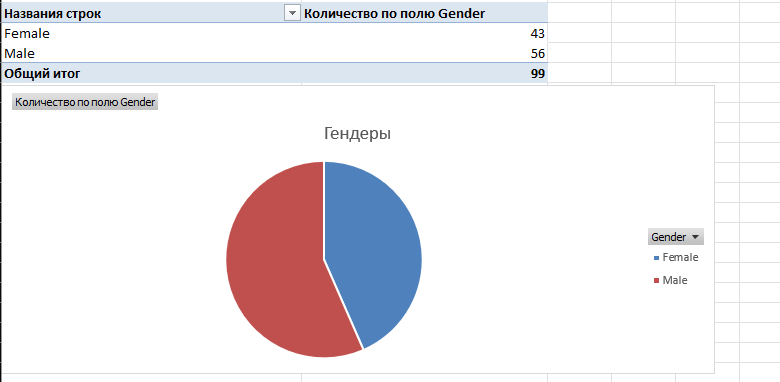 Названия строк Количество по полю Gender
Female 43
Male 56
Общий итог 99
Количество по полю Gender
Гендеры
Gender
Female
Male